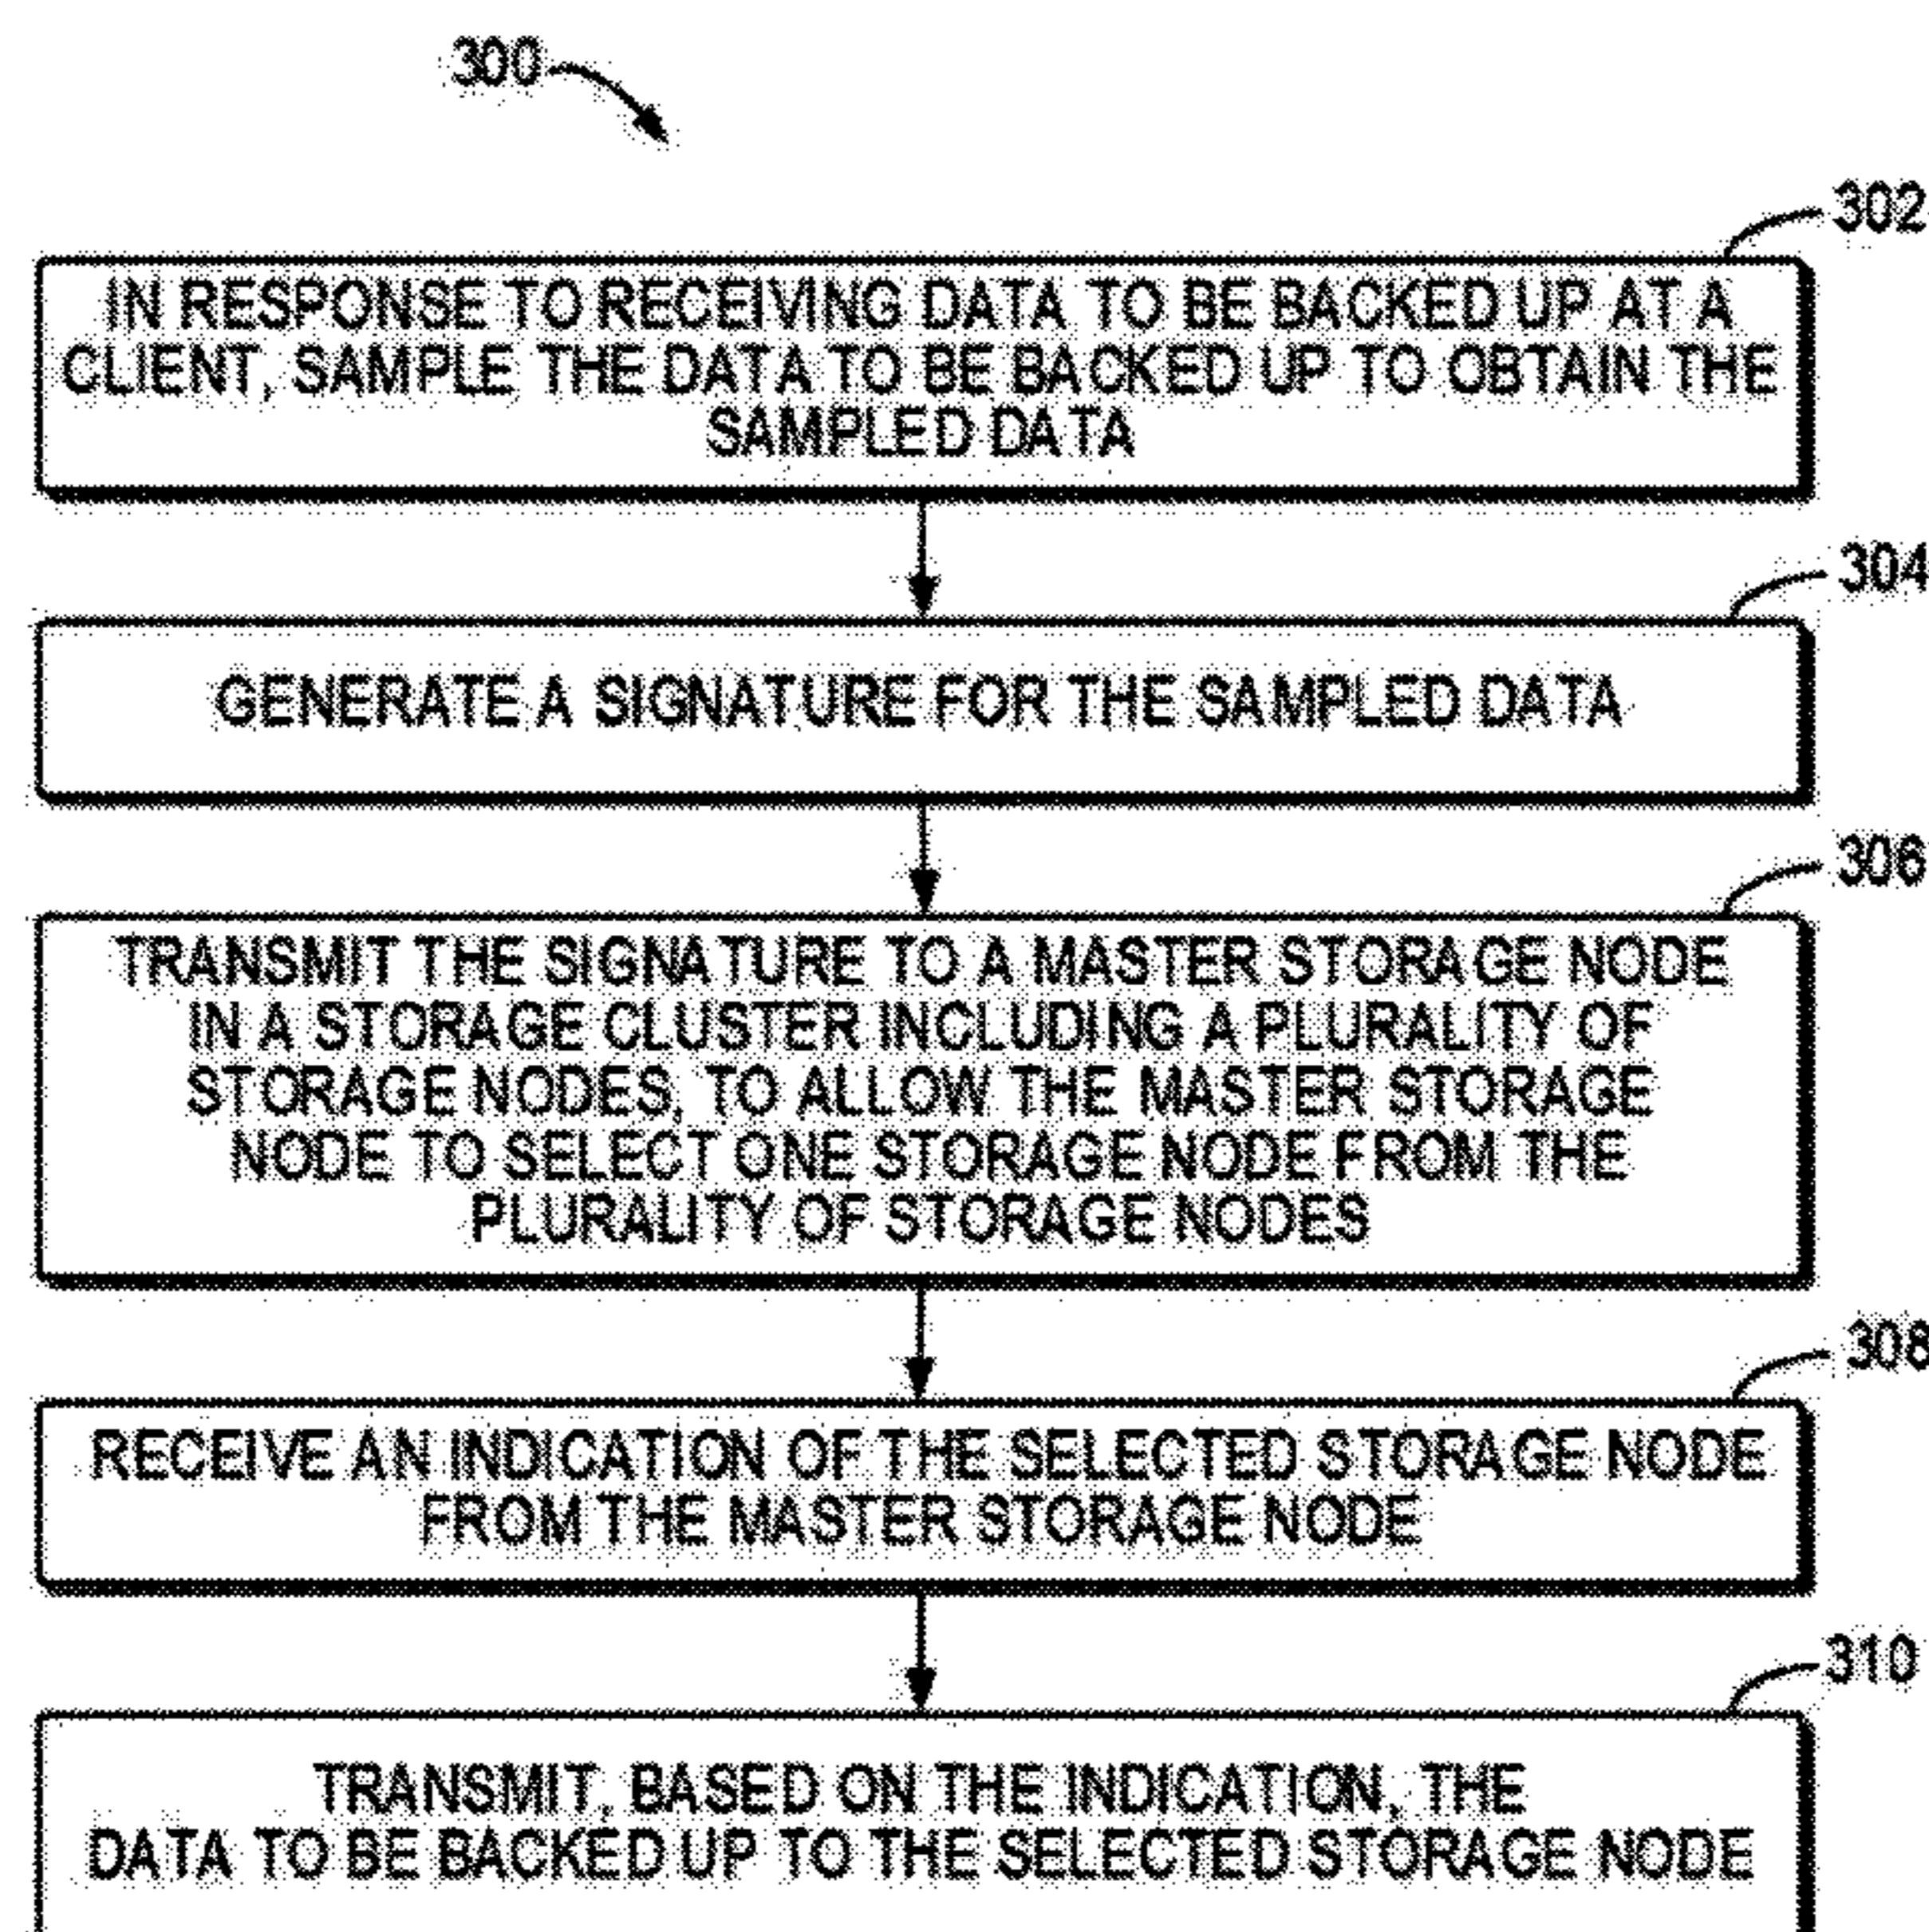 300
302
IN RESPONSE TO RECEIVING DATA TO BE BACKED UP AT A
CLIENT, SAMPLE THE DATA TO BE BACKED UP TO OBTAIN THE
SAMPLED DATA
304
GENERATE A SIGNATURE FOR THE SAMPLED DATA
306
TRANSMIT THE SIGNATURE TO A MASTER STORAGE NODE
IN A STORAGE CLUSTER INCLUDING A PLURALITY OF
STORAGE NODES, TO ALLOW THE MASTER STORAGE
NODE TO SELECT ONE STORAGE NODE FROM THE
PLURALITY OF STORAGE NODES
308
RECEIVE AN INDICATION OF THE SELECTED STORAGE NODE
FROM THE MASTER STORAGE NODE
310
TRANSMIT, BASED ON THE INDICATION, THE
DATA TO BE BACKED UP TO THE SELECTED STORAGE NODE